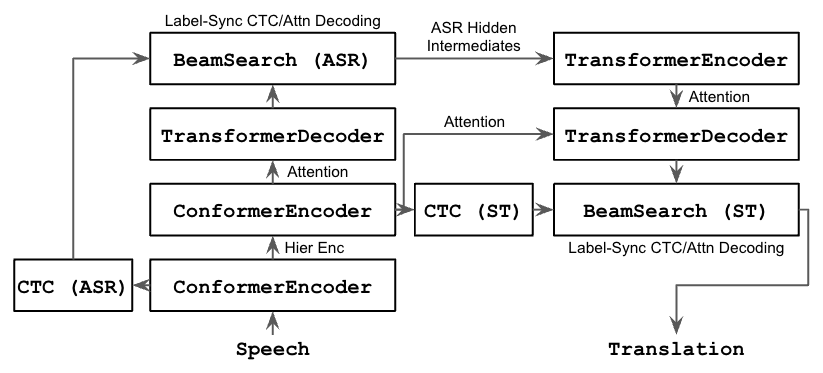 Label-Sync CTC/Attn Decoding
BeamSearch (ASR)
ASR Hidden
Intermediates
TransformerEncoder
Attention
TransformerDecoder
Attention
TransformerDecoder
Attention
ConformerEncoder
CTC (ST)
BeamSearch (ST)
Hier Enc
Label-Sync CTC/Attn Decoding
CTC (ASR)
ConformerEncoder
Speech
Translation